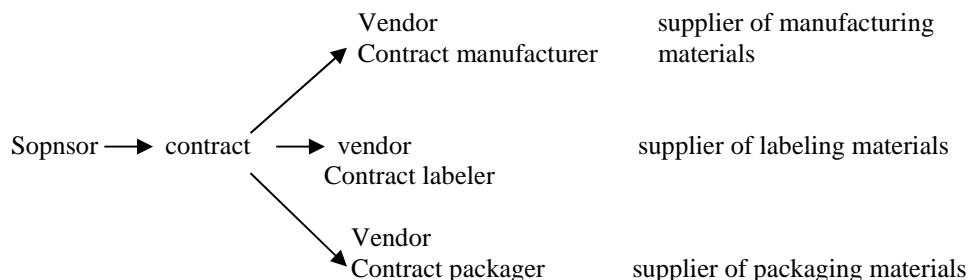 Vendor supplier of manufacturing
Contract manufacturer materials
Sopnsor contract vendor supplier of labeling materials
Contract labeler
Vendor
Contract packager supplier of packaging materials